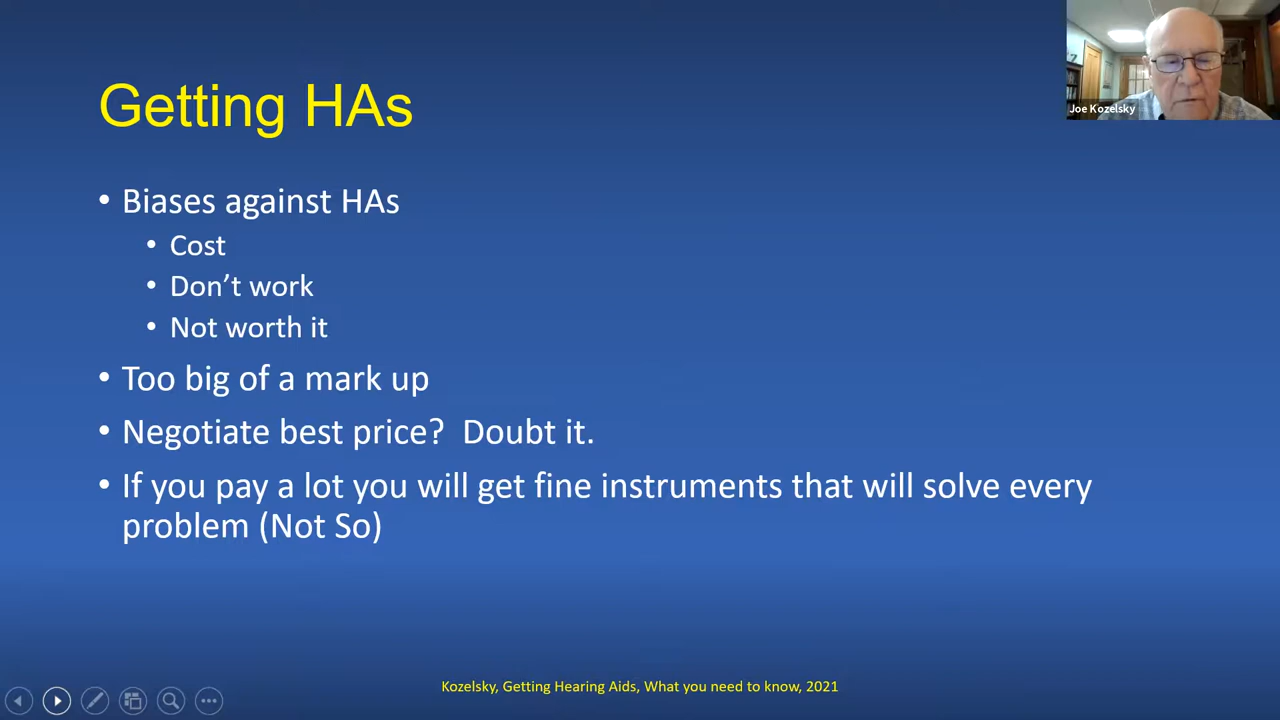 Joe Kozelsky
Getting HAs
• Biases against HAs
• Cost
• Don’t work
• Not worth it
• Too big of a mark up
• Negotiate best price?  Doubt it.
• If you pay a lot you will get fine instruments that will solve every
problem (Not So)
Kozelsky, Getting Hearing Aids, What you need to know, 2021